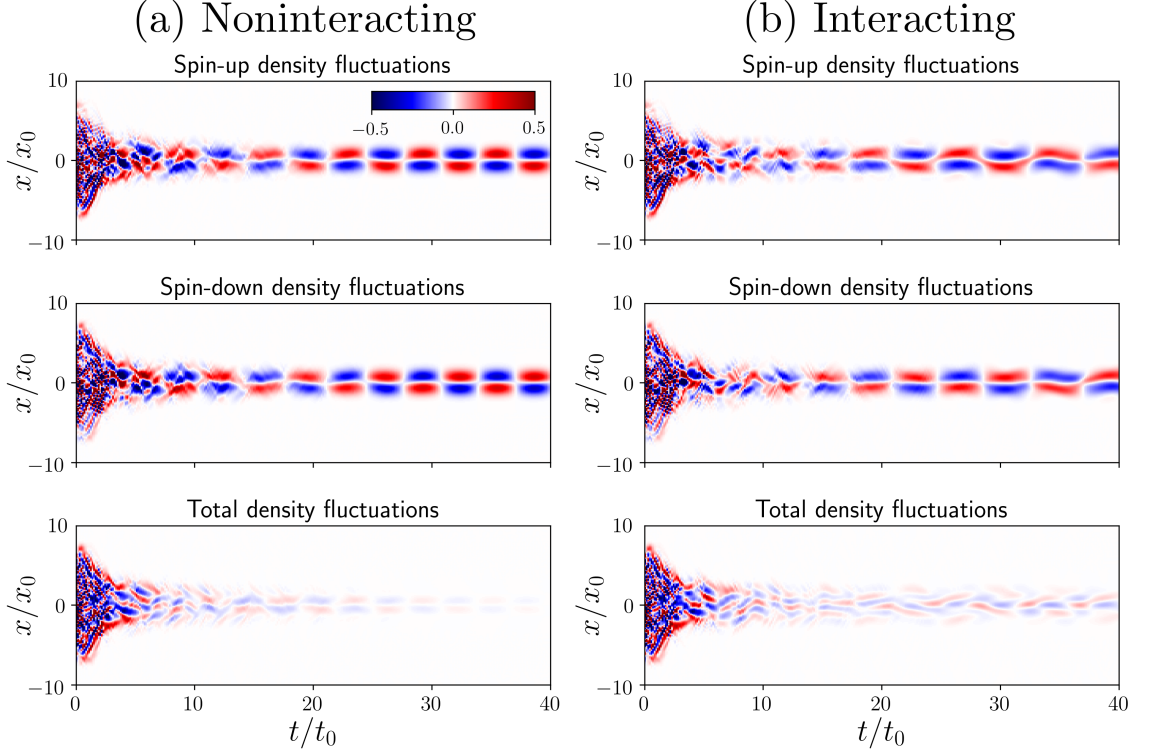 (a) Noninteracting
(b) Interacting
Spin-up density fluctuations
10
0
−10
x/x₀
−0.5 0.0 0.5
Spin-up density fluctuations
10
0
−10
x/x₀
Spin-down density fluctuations
10
0
−10
x/x₀
Spin-down density fluctuations
10
0
−10
x/x₀
Total density fluctuations
10
0
−10
x/x₀
0 10 20 30 40
t/t₀
Total density fluctuations
10
0
−10
x/x₀
0 10 20 30 40
t/t₀